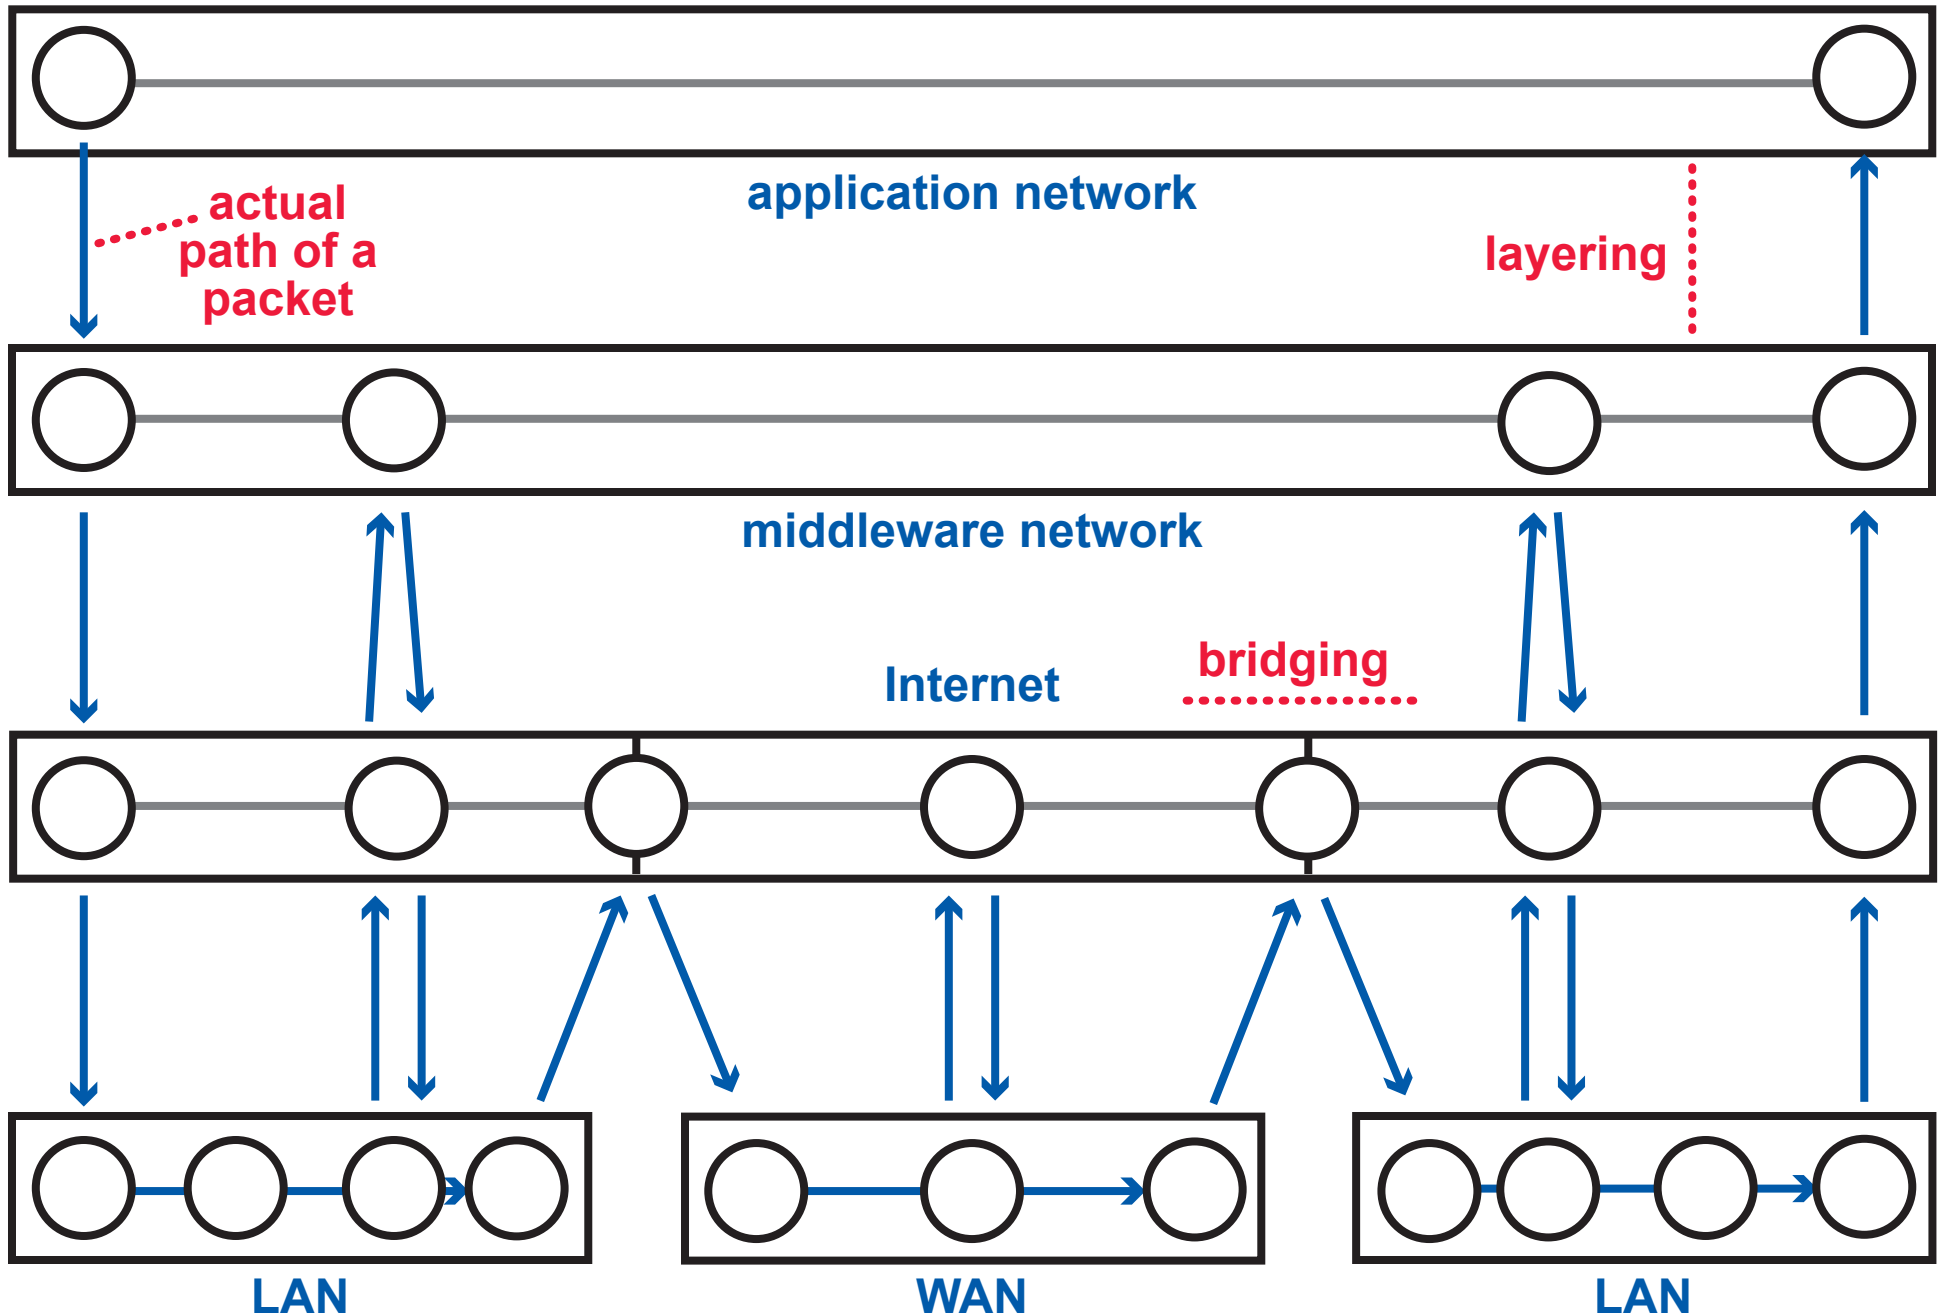 application network
actual
path of a
packet
layering
middleware network
Internet
bridging
LAN
WAN
LAN